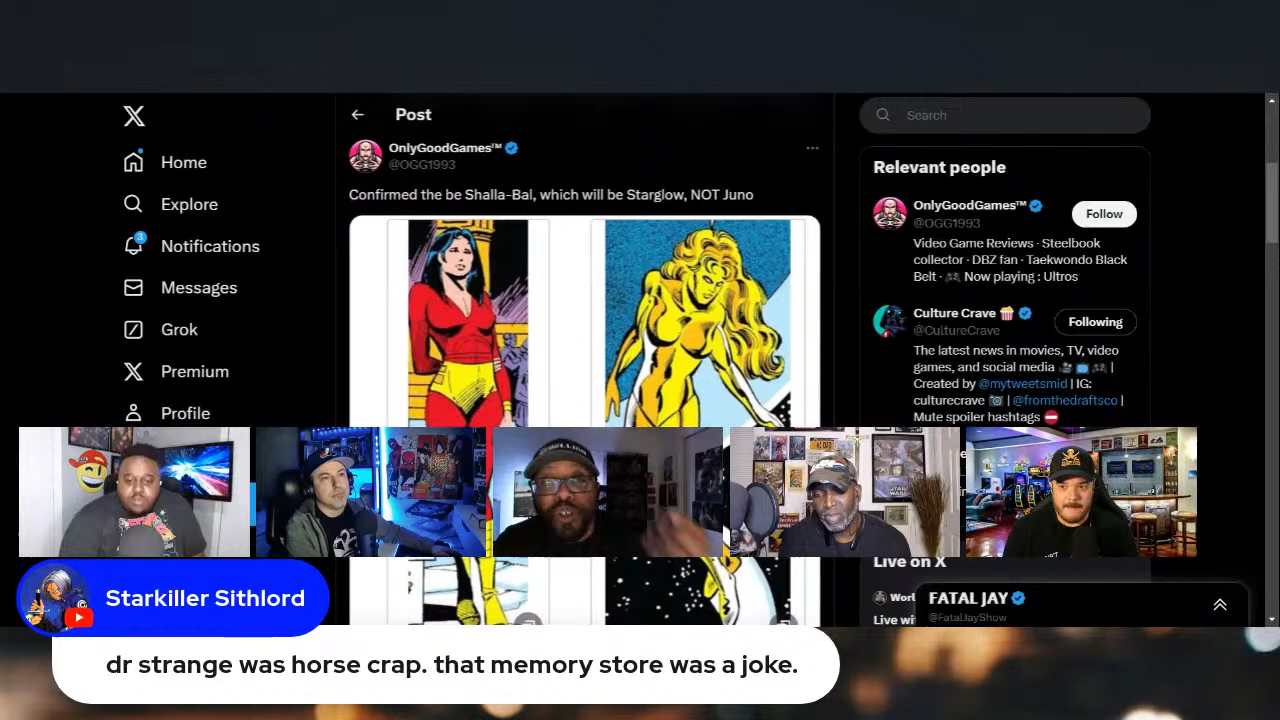 Post
OnlyGoodGames™
@OGG1993
Confirmed the be Shalla-Bal, which will be Starglow, NOT Juno
Home
Explore
3
Notifications
Messages
Grok
Premium
Profile
Search
Relevant people
OnlyGoodGames™
@OGG1993
Follow
Video Game Reviews · Steelbook
collector · DBZ fan · Taekwondo Black
Belt · 🎮 Now playing : Ultros
Culture Crave 🍿
@CultureCrave
Following
The latest news in movies, TV, video
games, and social media 🎥 📺 🎮 |
Created by @mytweetsmid | IG:
culturecrave 📷 | @fromthedraftsco |
Mute spoiler hashtags ⛔
Live on X
Worl
Live wi
FATAL JAY
@FatalJayShow
Starkiller Sithlord
dr strange was horse crap. that memory store was a joke.